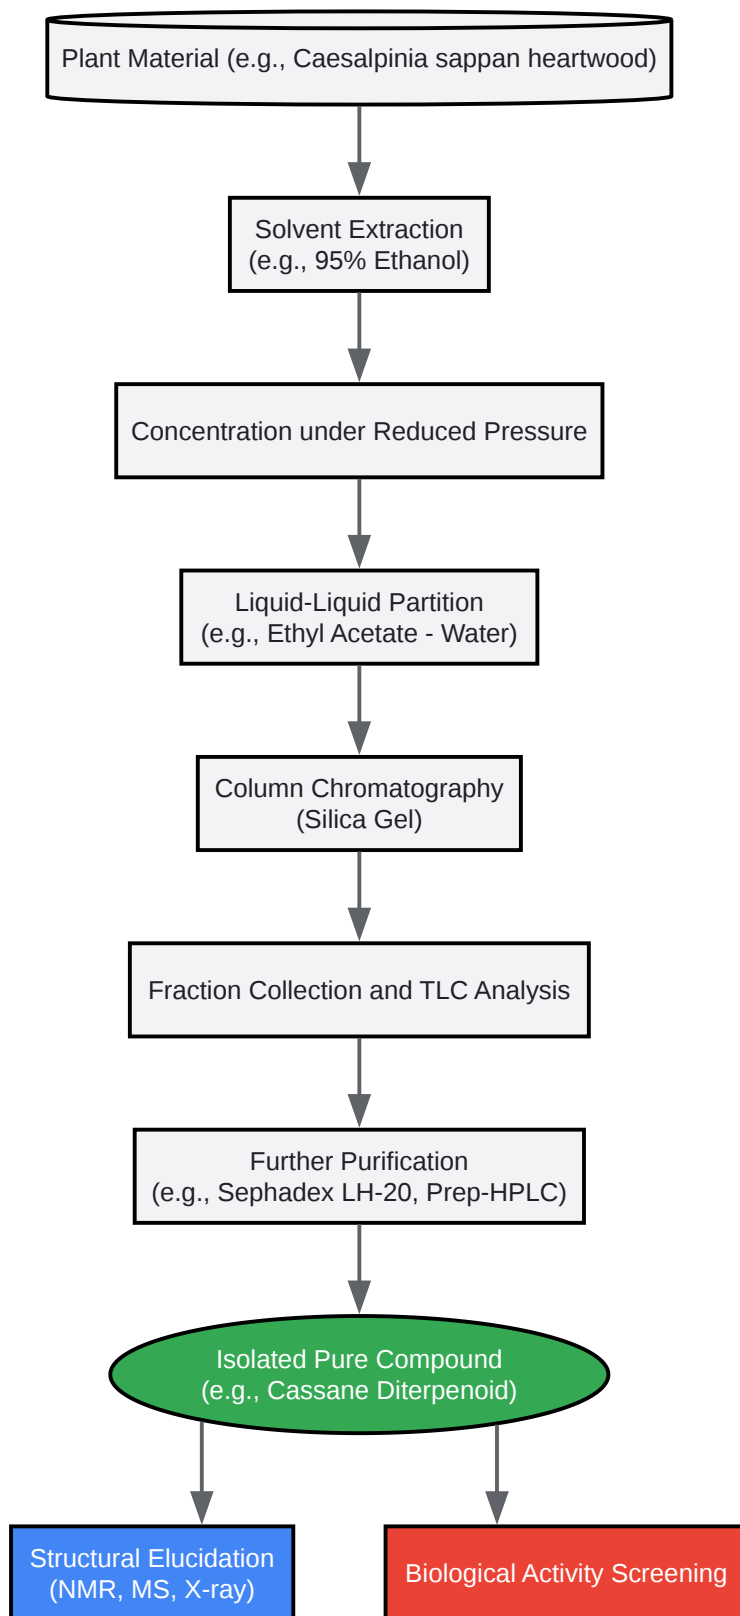 Plant Material (e.g., Caesalpinia sappan heartwood)
Solvent Extraction
(e.g., 95% Ethanol)
Concentration under Reduced Pressure
Liquid-Liquid Partition
(e.g., Ethyl Acetate - Water)
Column Chromatography
(Silica Gel)
Fraction Collection and TLC Analysis
Further Purification
(e.g., Sephadex LH-20, Prep-HPLC)
Isolated Pure Compound
(e.g., Cassane Diterpenoid)
Structural Elucidation
(NMR, MS, X-ray)
Biological Activity Screening